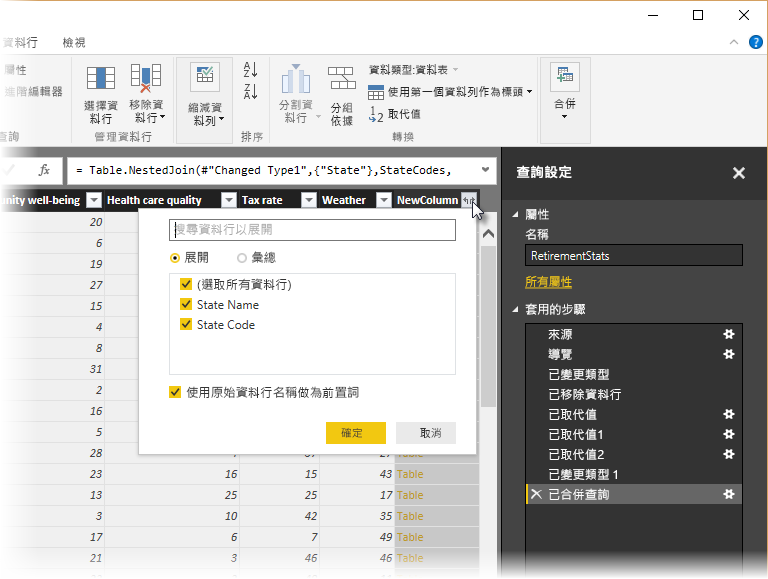 資料行 檢視
屬性
進階編輯器
查詢
選擇資料行
移除資料行
管理資料行
縮減資料列
排序
分割資料行
分組依據
資料類型:資料表
使用第一個資料列作為標頭
取代值
轉換
合併
fx = Table.NestedJoin(#"Changed Type1",{"State"},StateCodes,
nity well-being Health care quality Tax rate Weather NewColumn
搜尋資料行以展開
展開 彙總
(選取所有資料行)
State Name
State Code
使用原始資料行名稱做為前置詞
確定 取消
20
6
19
27
15
4
8
31
2
16
5
28
23 16 15 43 Table
13 25 25 17 Table
3 10 42 35 Table
17 6 7 49 Table
21 3 46 46 Table
查詢設定
屬性
名稱
RetirementStats
所有屬性
套用的步驟
來源
導覽
已變更類型
已移除資料行
已取代值
已取代值1
已取代值2
已變更類型 1
已合併查詢